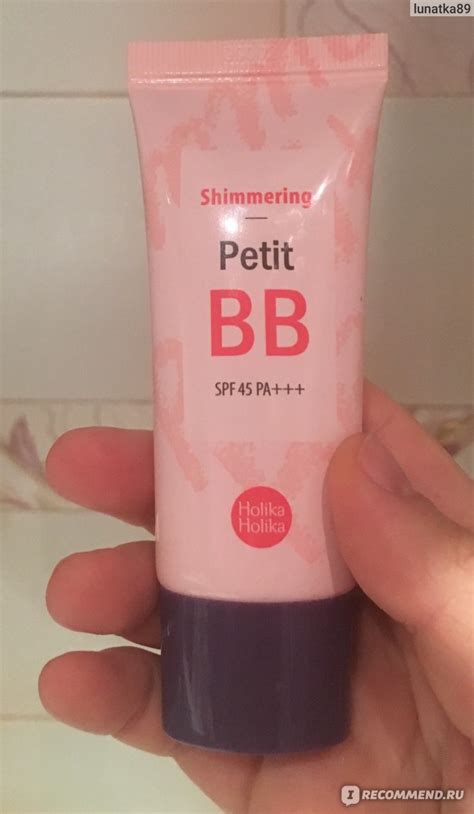 lunatka89
Shimmering
Petit
BB
SPF 45 PA+++
Holika
Holika
I RECOMMEND.RU